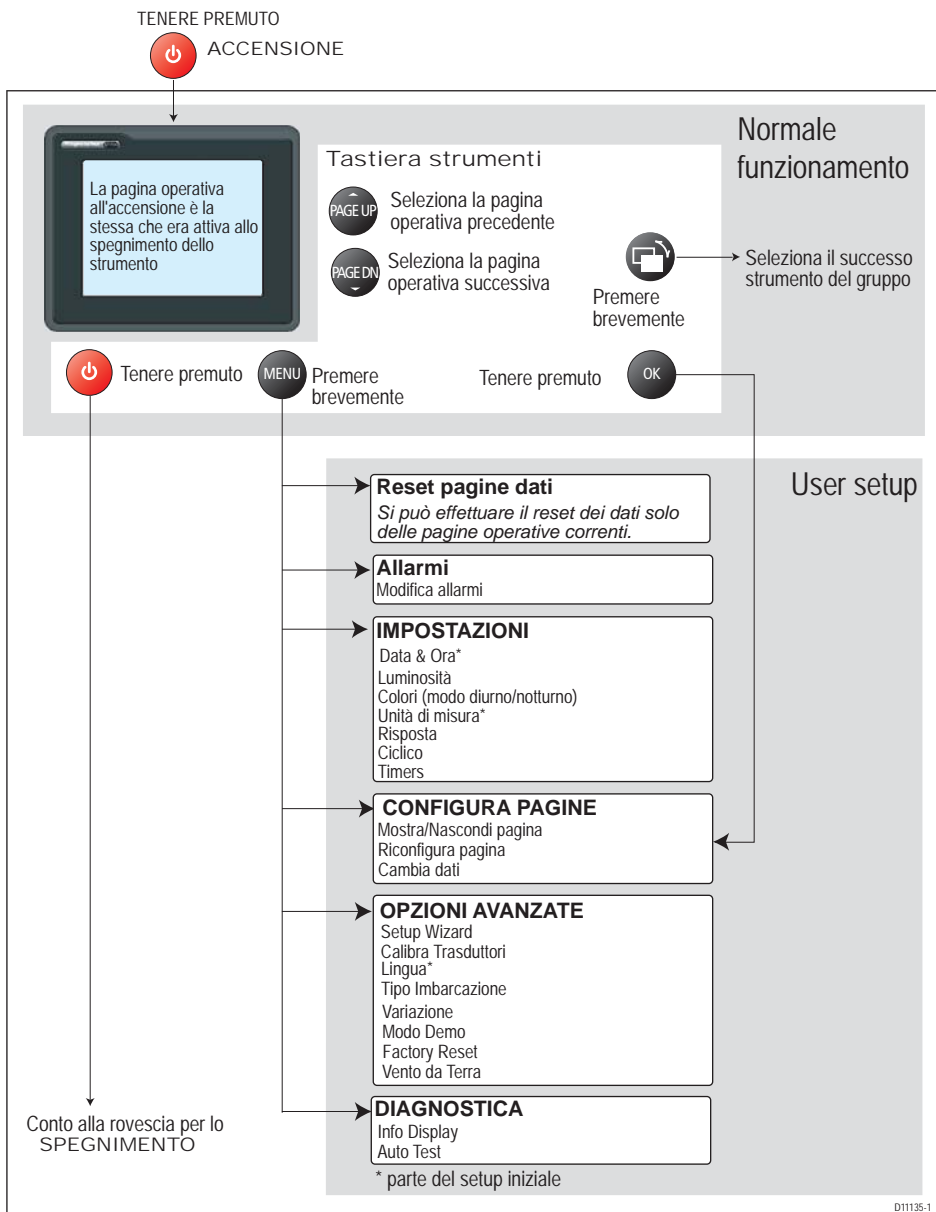 TENERE PREMUTO
ACCENSIONE
Normale
funzionamento
La pagina operativa
all'accensione è la
stessa che era attiva allo
spegnimento dello
strumento
Tastiera strumenti
PAGE UP
Seleziona la pagina
operativa precedente
PAGE DN
Seleziona la pagina
operativa successiva
Premere
brevemente
Seleziona il successo
strumento del gruppo
Tenere premuto
MENU
Premere
brevemente
Tenere premuto
OK
User setup
Reset pagine dati
Si può effettuare il reset dei dati solo
delle pagine operative correnti.
Allarmi
Modifica allarmi
IMPOSTAZIONI
Data & Ora*
Luminosità
Colori (modo diurno/notturno)
Unità di misura*
Risposta
Ciclico
Timers
CONFIGURA PAGINE
Mostra/Nascondi pagina
Riconfigura pagina
Cambia dati
OPZIONI AVANZATE
Setup Wizard
Calibra Trasduttori
Lingua*
Tipo Imbarcazione
Variazione
Modo Demo
Factory Reset
Vento da Terra
DIAGNOSTICA
Info Display
Auto Test
* parte del setup iniziale
Conto alla rovescia per lo
SPEGNIMENTO
D11135-1